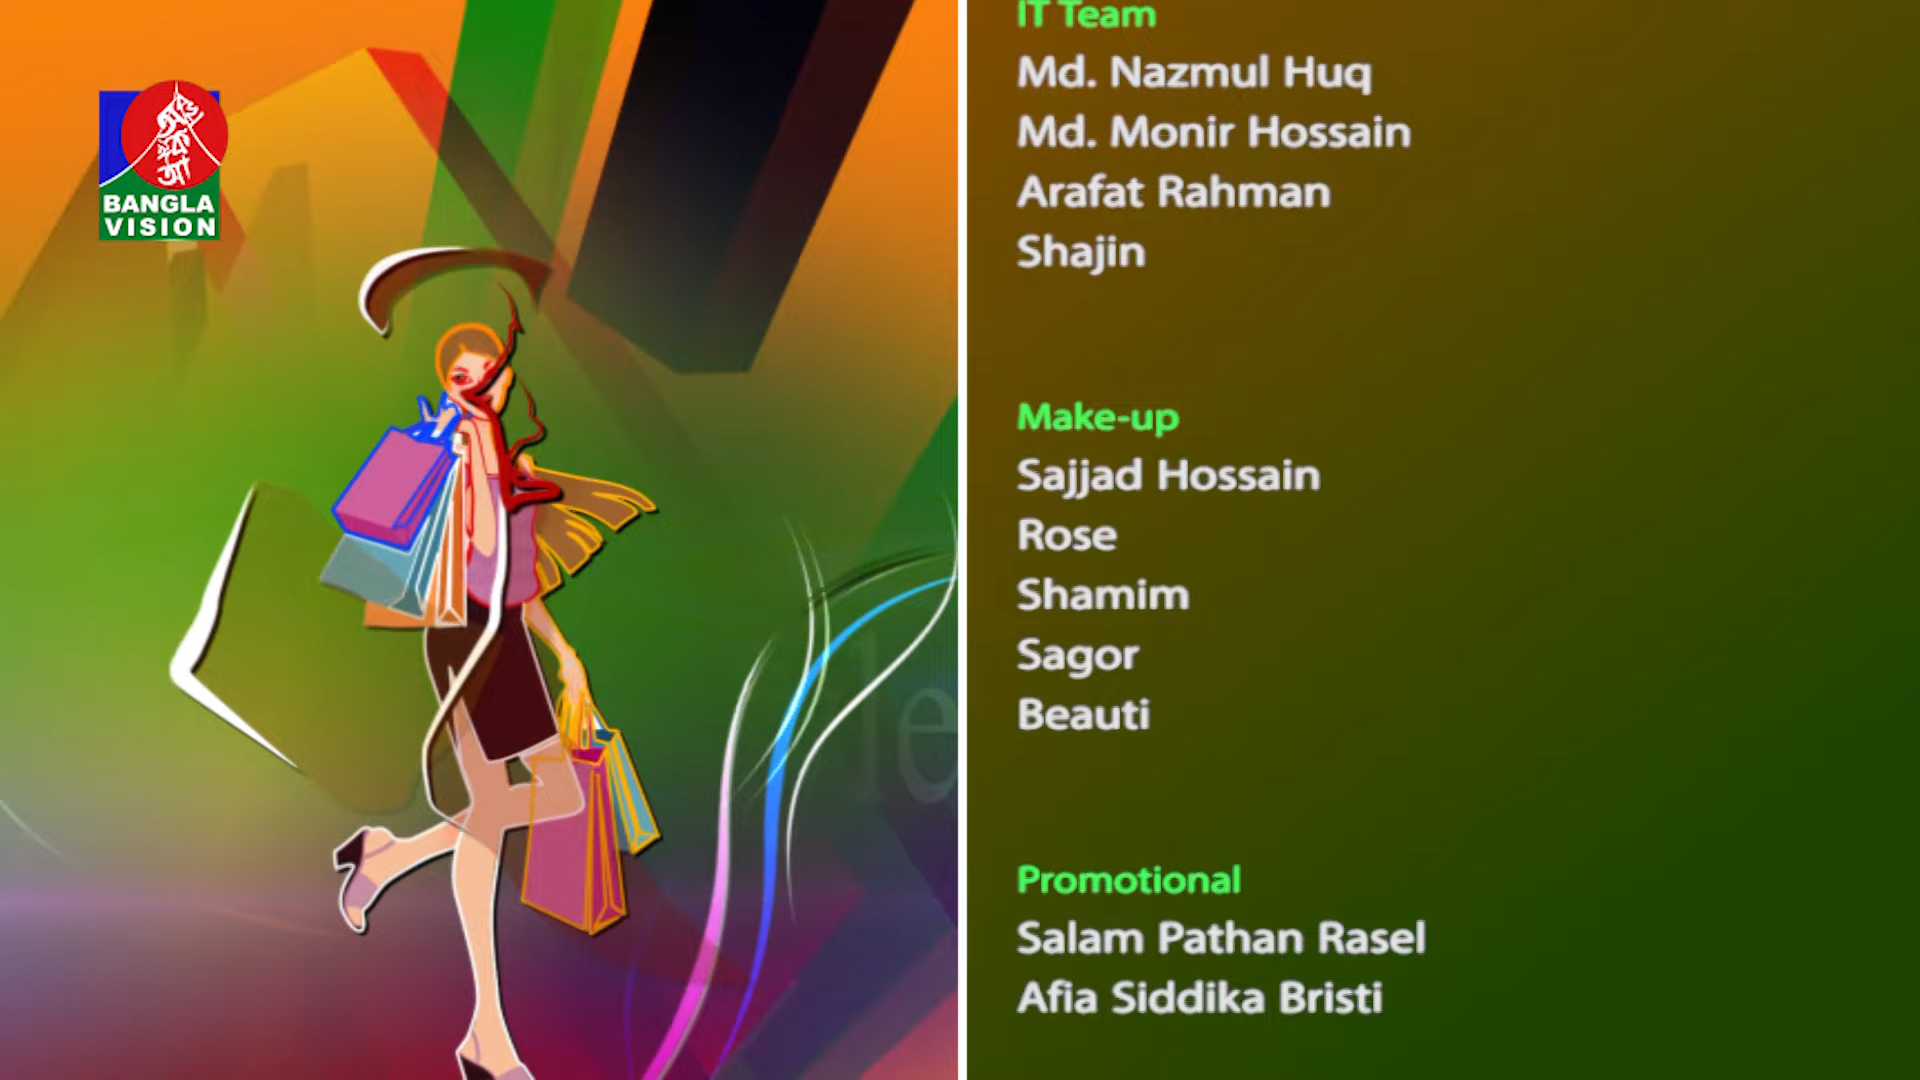 BANGLA
VISION
IT Team
Md. Nazmul Huq
Md. Monir Hossain
Arafat Rahman
Shajin
Make-up
Sajjad Hossain
Rose
Shamim
Sagor
Beauti
Promotional
Salam Pathan Rasel
Afia Siddika Bristi